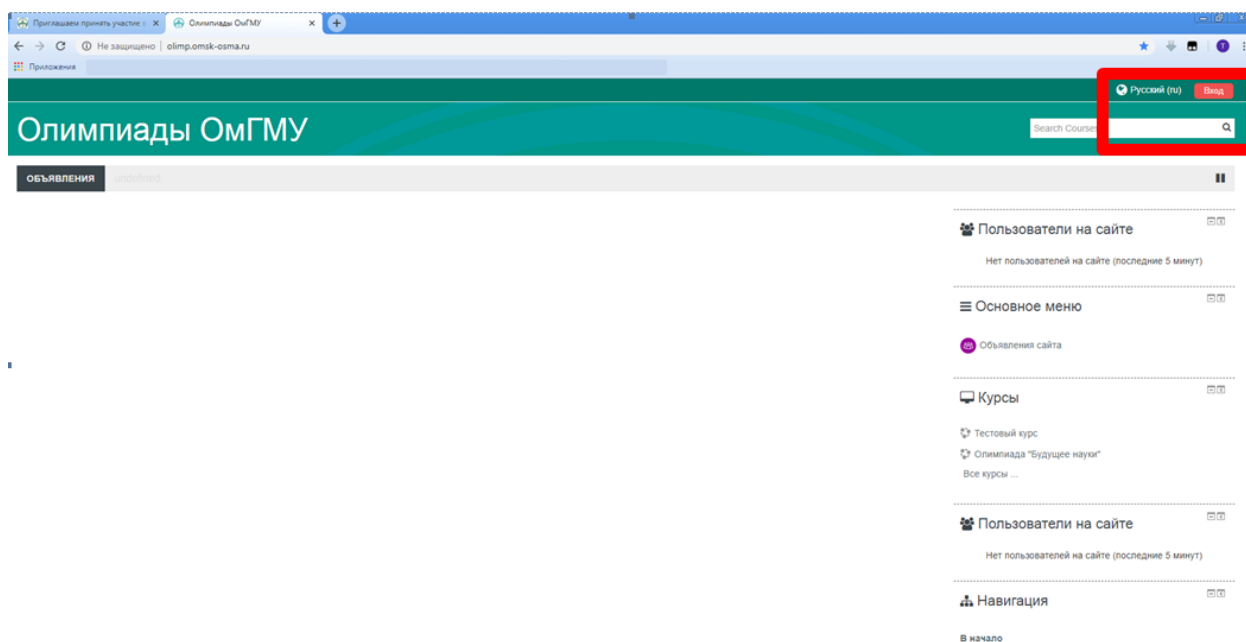 Приглашаем принять участие в
Олимпиады ОмГМУ
Не защищено | olimp.omsk-osma.ru
Приложения
Русский (ru) Вход
Олимпиады ОмГМУ
Search Courses
ОБЪЯВЛЕНИЯ undefined
Пользователи на сайте
Нет пользователей на сайте (последние 5 минут)
Основное меню
Объявления сайта
Курсы
Тестовый курс
Олимпиада "Будущее науки"
Все курсы ...
Пользователи на сайте
Нет пользователей на сайте (последние 5 минут)
Навигация
В начало